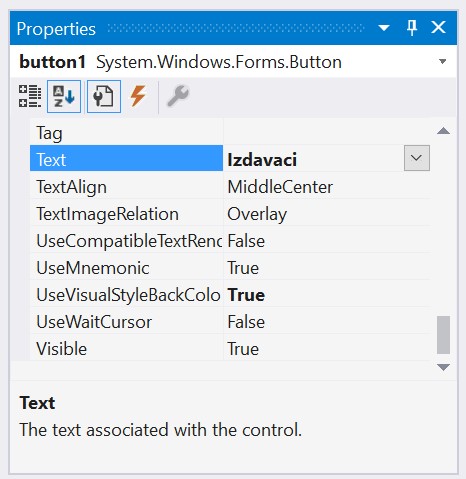 Properties
button1 System.Windows.Forms.Button
Tag
Text Izdavaci
TextAlign MiddleCenter
TextImageRelation Overlay
UseCompatibleTextRend False
UseMnemonic True
UseVisualStyleBackColo True
UseWaitCursor False
Visible True
Text
The text associated with the control.